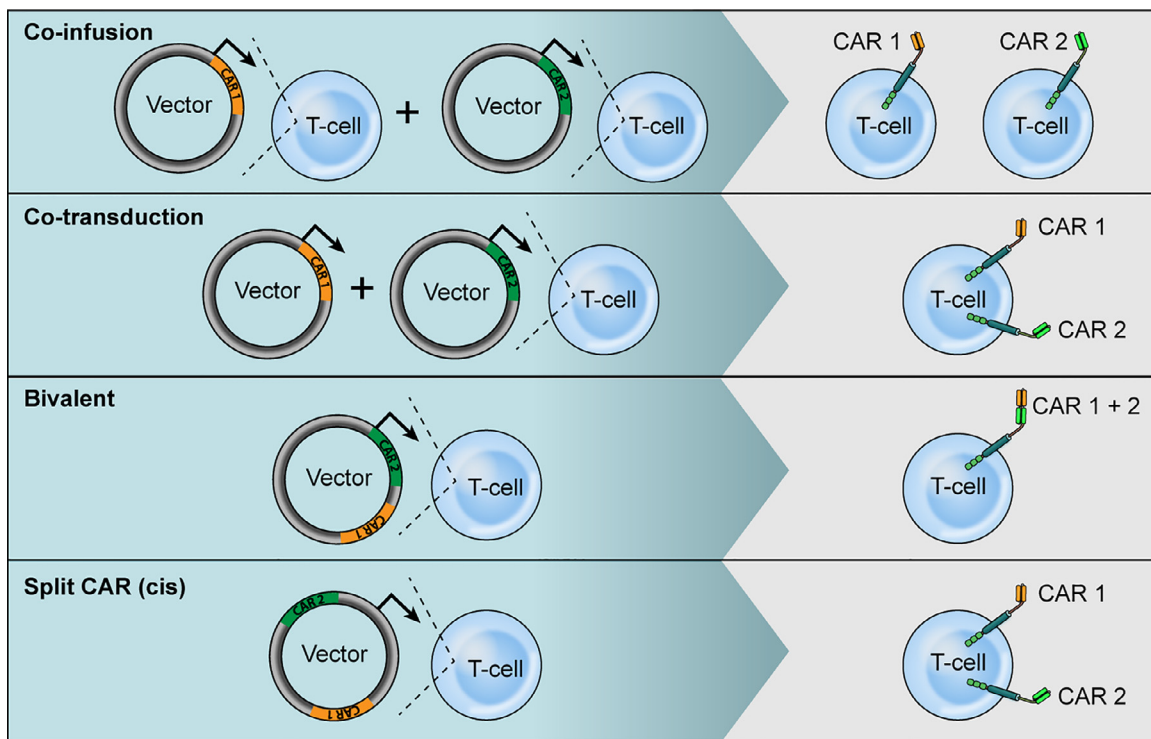 Co-infusion
CAR 1
Vector
T-cell
+
CAR 2
Vector
T-cell
CAR 1
T-cell
CAR 2
T-cell
Co-transduction
CAR 1
Vector
+
CAR 2
Vector
T-cell
CAR 1
T-cell
CAR 2
Bivalent
CAR 2
Vector
CAR 1
T-cell
CAR 1 + 2
T-cell
Split CAR (cis)
CAR 2
Vector
CAR 1
T-cell
CAR 1
T-cell
CAR 2